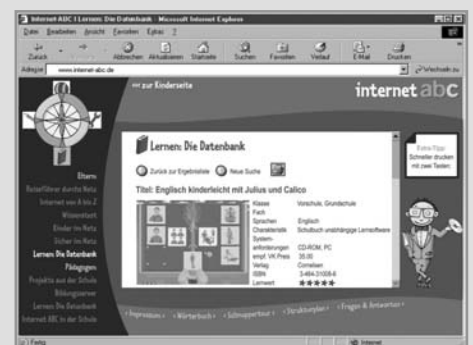 Internet-ABC | Lernen: Die Datenbank - Microsoft Internet Explorer
Datei Bearbeiten Ansicht Favoriten Extras ?
Zurück Abbrechen Aktualisieren Startseite Suchen Favoriten Verlauf E-Mail Drucken
Adresse www.internet-abc.de Wechseln zu
<<< zur Kinderseite
internet abc
Lernen: Die Datenbank
Zurück zur Ergebnisliste Neue Suche
Titel: Englisch kinderleicht mit Julius und Calico
Klasse Vorschule, Grundschule
Fach
Sprachen Englisch
Charakteristik Schulbuch unabhängige Lernsoftware
System-
anforderungen CD-ROM; PC
empf. VK.Preis 35.00
Verlag Cornelsen
ISBN 3-464-31008-6
Lernwert *****
Extra-Tipp:
Schneller drucken
mit zwei Tasten:
Eltern:
Reiseführer durchs Netz
Internet von A bis Z
Wissenstest
Kinder im Netz
Sicher im Netz
Lernen: Die Datenbank
Pädagogen:
Projekte aus der Schule
Bildungsserver
Lernen: Die Datenbank
Internet ABC in der Schule
Impressum Wörterbuch Schnuppertour Strukturplan Fragen & Antworten
Fertig Internet